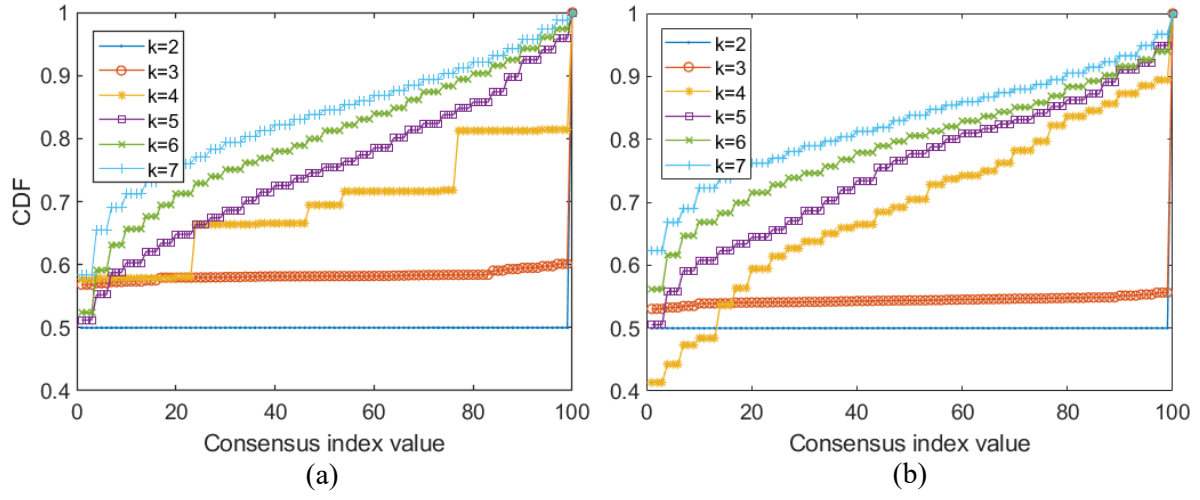 1
0.9
0.8
0.7
0.6
0.5
0.4
CDF
k=2
k=3
k=4
k=5
k=6
k=7
0 20 40 60 80 100
Consensus index value
(a)
1
0.9
0.8
0.7
0.6
0.5
0.4
k=2
k=3
k=4
k=5
k=6
k=7
0 20 40 60 80 100
Consensus index value
(b)